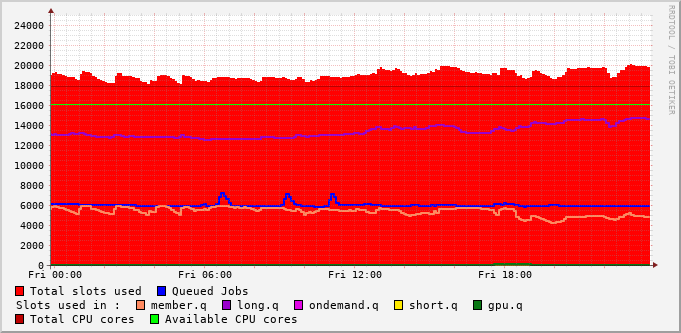 24000
22000
20000
18000
16000
14000
12000
10000
8000
6000
4000
2000
0
Fri 00:00 Fri 06:00 Fri 12:00 Fri 18:00
Total slots used Queued Jobs
Slots used in : member.q long.q ondemand.q short.q gpu.q
Total CPU cores Available CPU cores
RRDTOOL / TOBI OETIKER